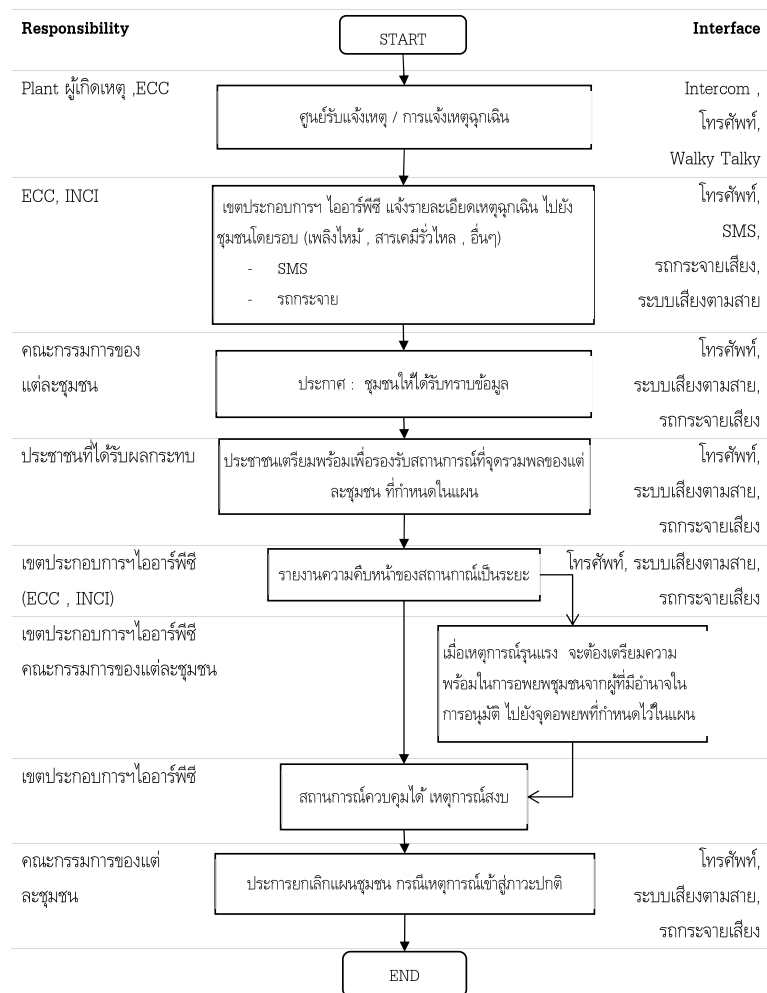 Responsibility
START
Interface
Plant ผู้เกิดเหตุ ,ECC
ศูนย์รับแจ้งเหตุ / การแจ้งเหตุฉุกเฉิน
Intercom ,
โทรศัพท์,
Walky Talky
ECC, INCI
เขตประกอบการฯ ไออาร์พีซี แจ้งรายละเอียดเหตุฉุกเฉิน ไปยัง
ชุมชนโดยรอบ (เพลิงไหม้ , สารเคมีรั่วไหล , อื่นๆ)
- SMS
- รถกระจาย
โทรศัพท์,
SMS,
รถกระจายเสียง,
ระบบเสียงตามสาย
คณะกรรมการของ
แต่ละชุมชน
ประกาศ : ชุมชนให้ได้รับทราบข้อมูล
โทรศัพท์,
ระบบเสียงตามสาย,
รถกระจายเสียง
ประชาชนที่ได้รับผลกระทบ
ประชาชนเตรียมพร้อมเพื่อรองรับสถานการณ์ที่จุดรวมพลของแต่
ละชุมชน ที่กำหนดในแผน
โทรศัพท์,
ระบบเสียงตามสาย,
รถกระจายเสียง
เขตประกอบการฯไออาร์พีซี
(ECC , INCI)
รายงานความคืบหน้าของสถานกาณ์เป็นระยะ
โทรศัพท์, ระบบเสียงตามสาย,
รถกระจายเสียง
เขตประกอบการฯไออาร์พีซี
คณะกรรมการของแต่ละชุมชน
เมื่อเหตุการณ์รุนแรง จะต้องเตรียมความ
พร้อมในการอพยพชุมชนจากผู้ที่มีอำนาจใน
การอนุมัติ ไปยังจุดอพยพที่กำหนดไว้ในแผน
เขตประกอบการฯไออาร์พีซี
สถานการณ์ควบคุมได้ เหตุการณ์สงบ
คณะกรรมการของแต่
ละชุมชน
ประการยกเลิกแผนชุมชน กรณีเหตุการณ์เข้าสู่ภาวะปกติ
โทรศัพท์,
ระบบเสียงตามสาย,
รถกระจายเสียง
END